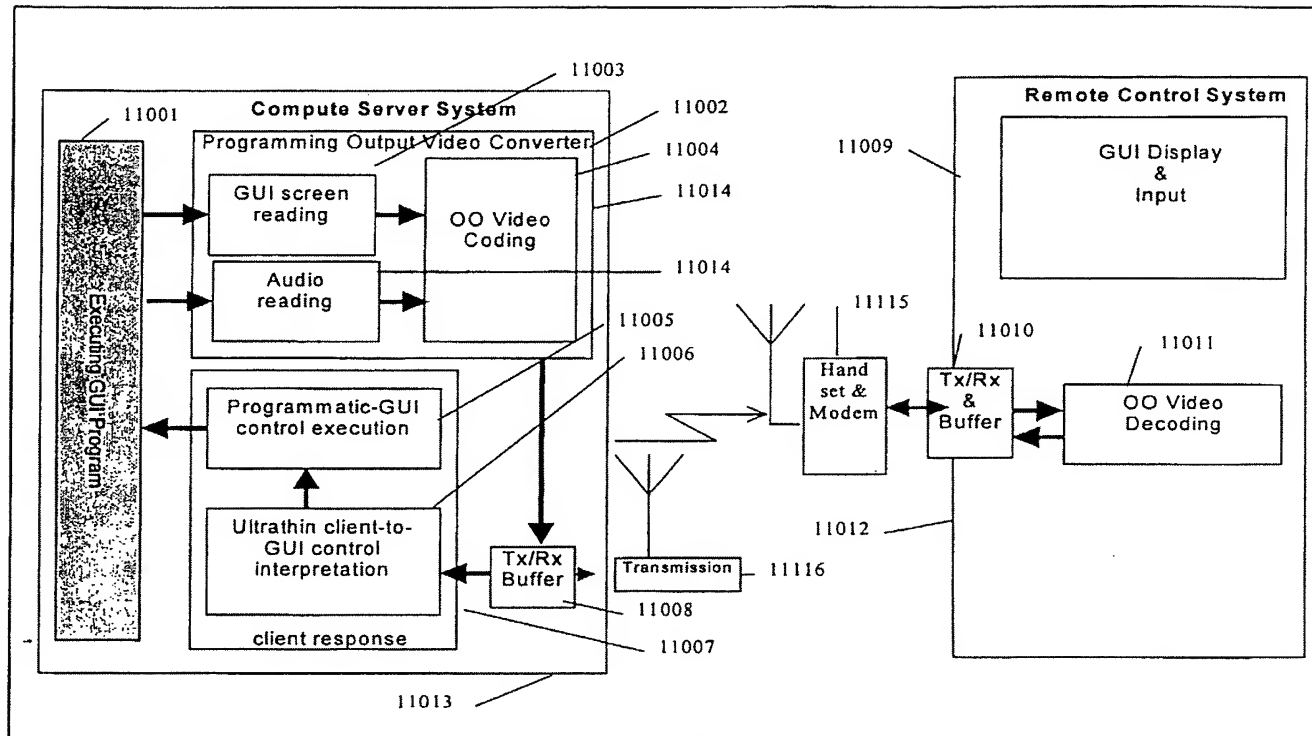 11003
11001
Compute Server System
11002
Programming Output Video Converter
11004
GUI screen
reading
OO Video
Coding
11014
Audio
reading
11014
11005
11006
Executing GUI Program
Programmatic-GUI
control execution
Ultrathin client-to-
GUI control
interpretation
Tx/Rx
Buffer
11008
client response
11007
11013
Transmission
11116
11115
Hand
set &
Modem
Remote Control System
11009
GUI Display
&
Input
11010
Tx/Rx
&
Buffer
11011
OO Video
Decoding
11012